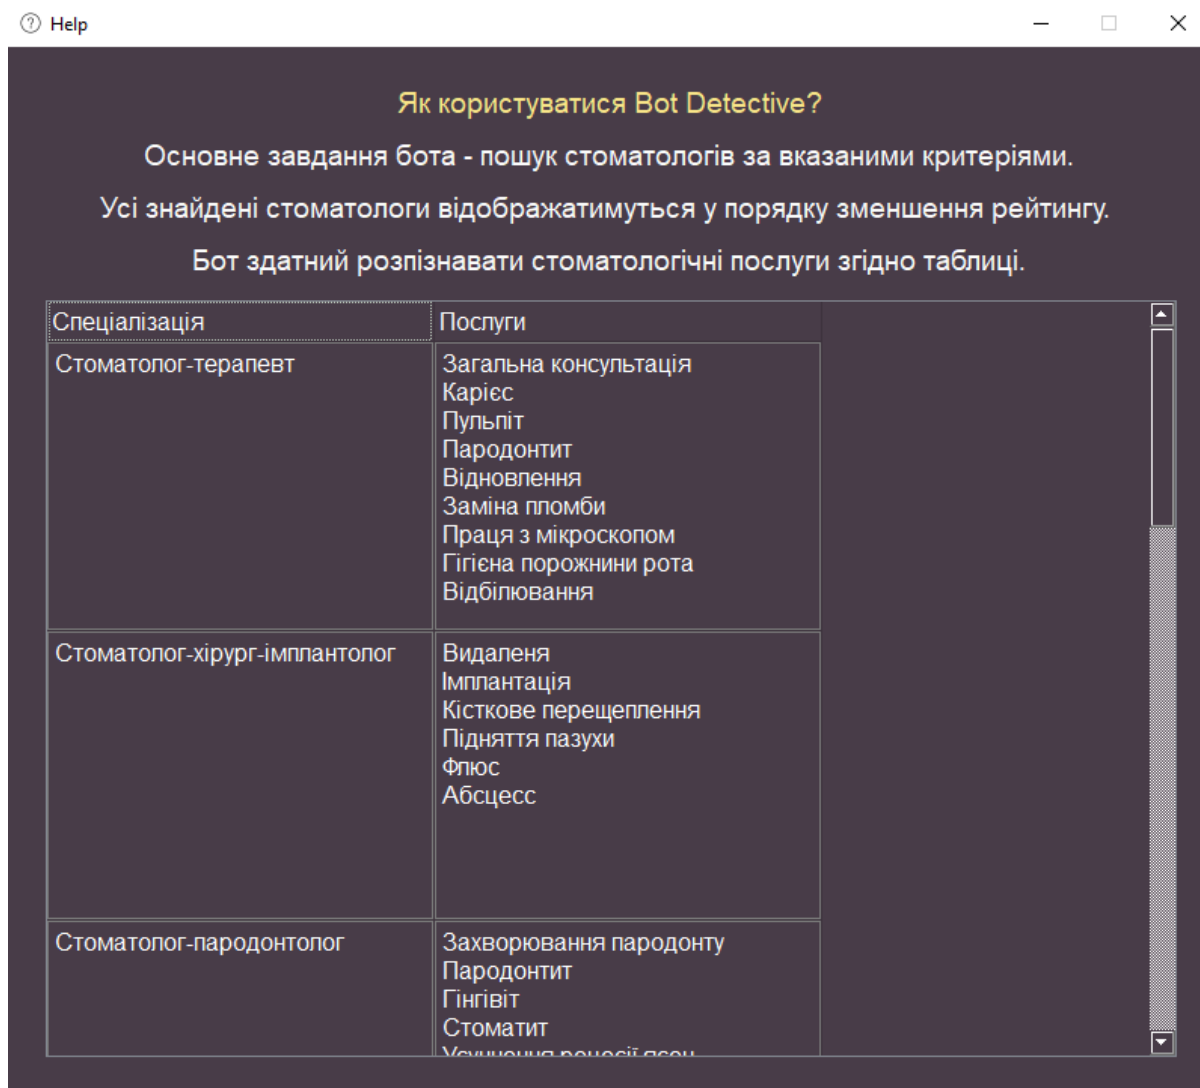 Help
Як користуватися Bot Detective?
Основне завдання бота - пошук стоматологів за вказаними критеріями.
Усі знайдені стоматологи відображатимуться у порядку зменшення рейтингу.
Бот здатний розпізнавати стоматологічні послуги згідно таблиці.
Спеціалізація Послуги
Стоматолог-терапевт Загальна консультація
Карієс
Пульпіт
Пародонтит
Відновлення
Заміна пломби
Праця з мікроскопом
Гігієна порожнини рота
Відбілювання
Стоматолог-хірург-імплантолог Видаленя
Імплантація
Кісткове перещеплення
Підняття пазухи
Флюс
Абсцесс
Стоматолог-пародонтолог Захворювання пародонту
Пародонтит
Гінгівіт
Стоматит
Усунення рецесії ясен